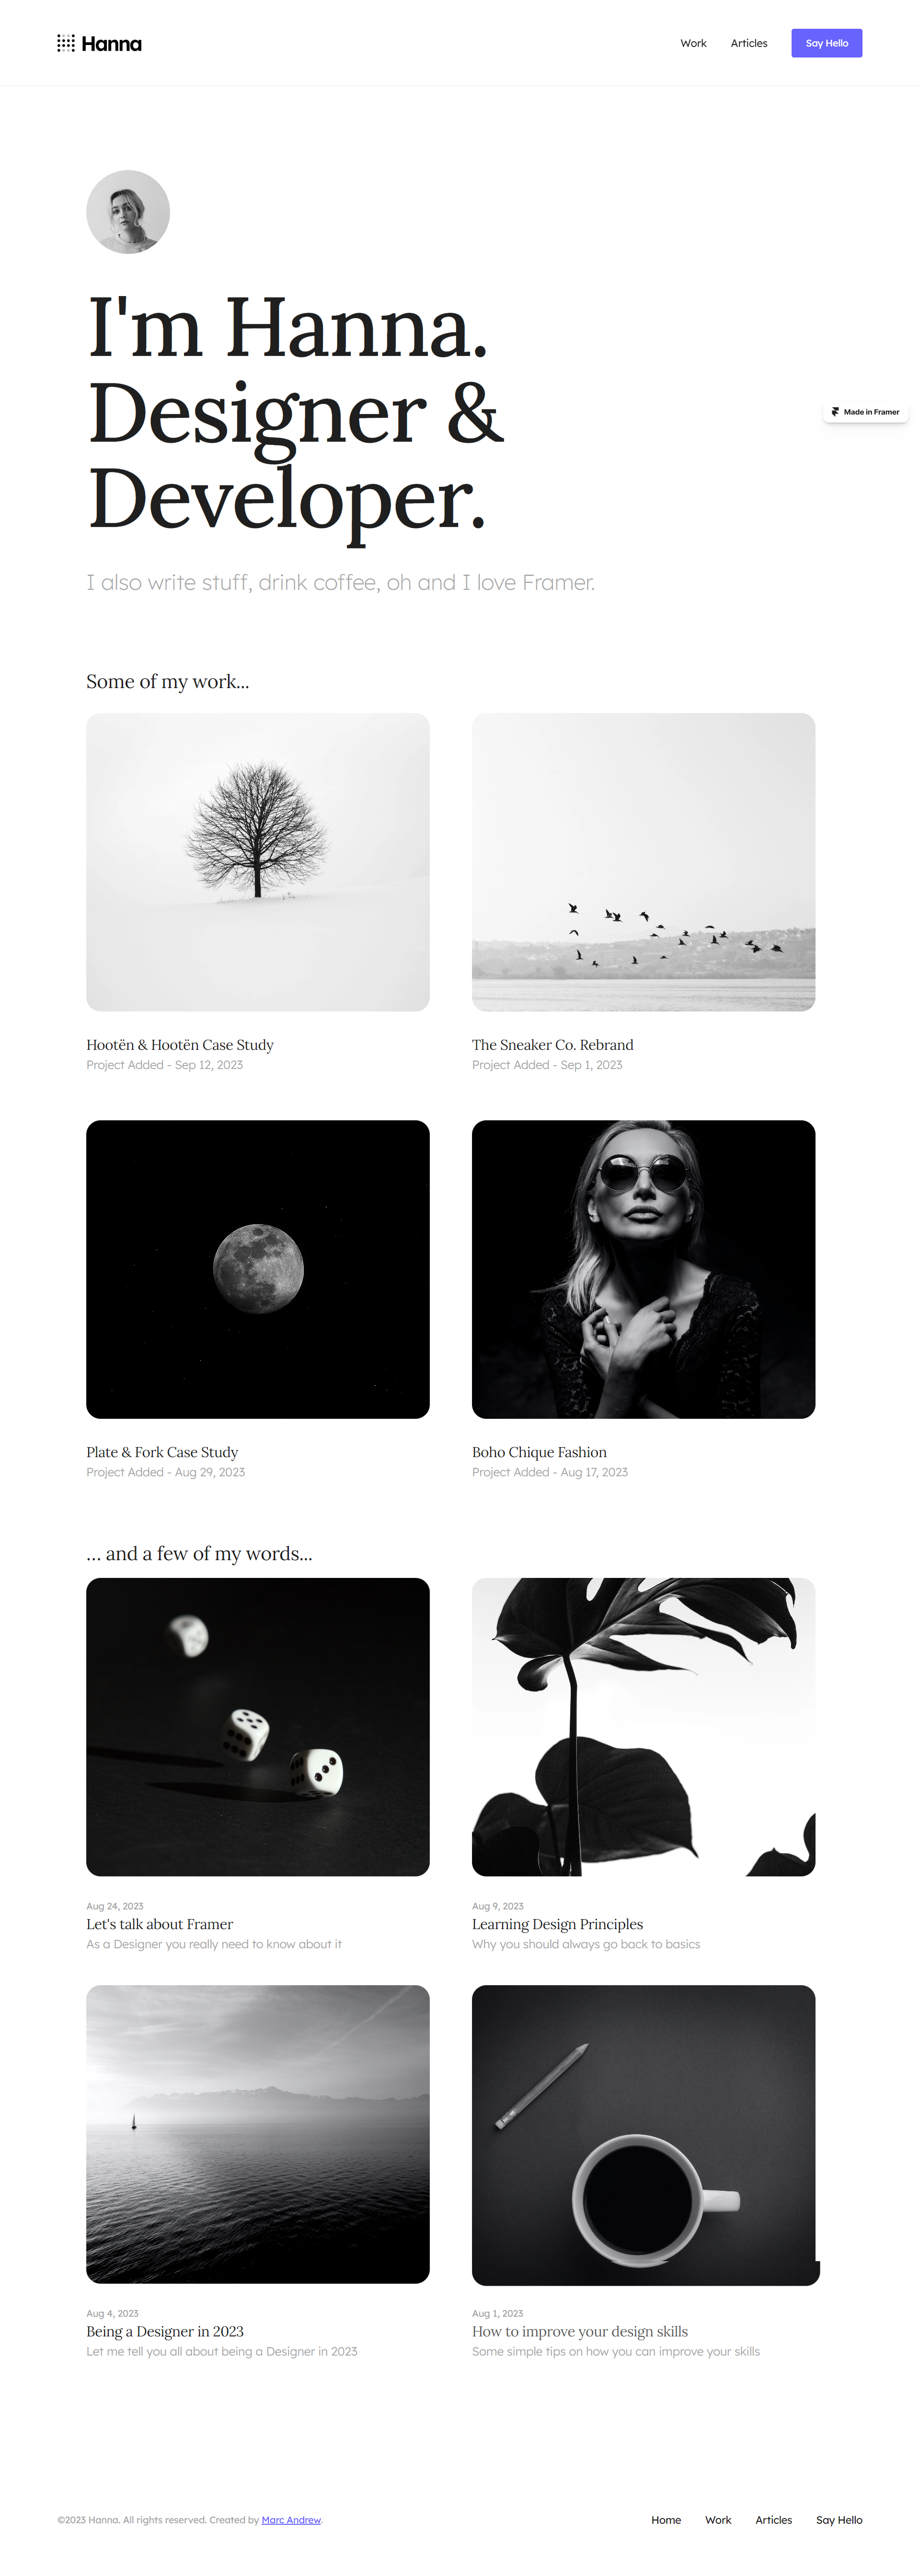 Hanna
Work
Articles
Say Hello
I'm Hanna.
Designer &
Developer.
Made in Framer
I also write stuff, drink coffee, oh and I love Framer.
Some of my work...
Hootën & Hootën Case Study
Project Added - Sep 12, 2023
The Sneaker Co. Rebrand
Project Added - Sep 1, 2023
Plate & Fork Case Study
Project Added - Aug 29, 2023
Boho Chique Fashion
Project Added - Aug 17, 2023
... and a few of my words...
Aug 24, 2023
Let's talk about Framer
As a Designer you really need to know about it
Aug 9, 2023
Learning Design Principles
Why you should always go back to basics
Aug 4, 2023
Being a Designer in 2023
Let me tell you all about being a Designer in 2023
Aug 1, 2023
How to improve your design skills
Some simple tips on how you can improve your skills
©2023 Hanna. All rights reserved. Created by Marc Andrew.
Home
Work
Articles
Say Hello